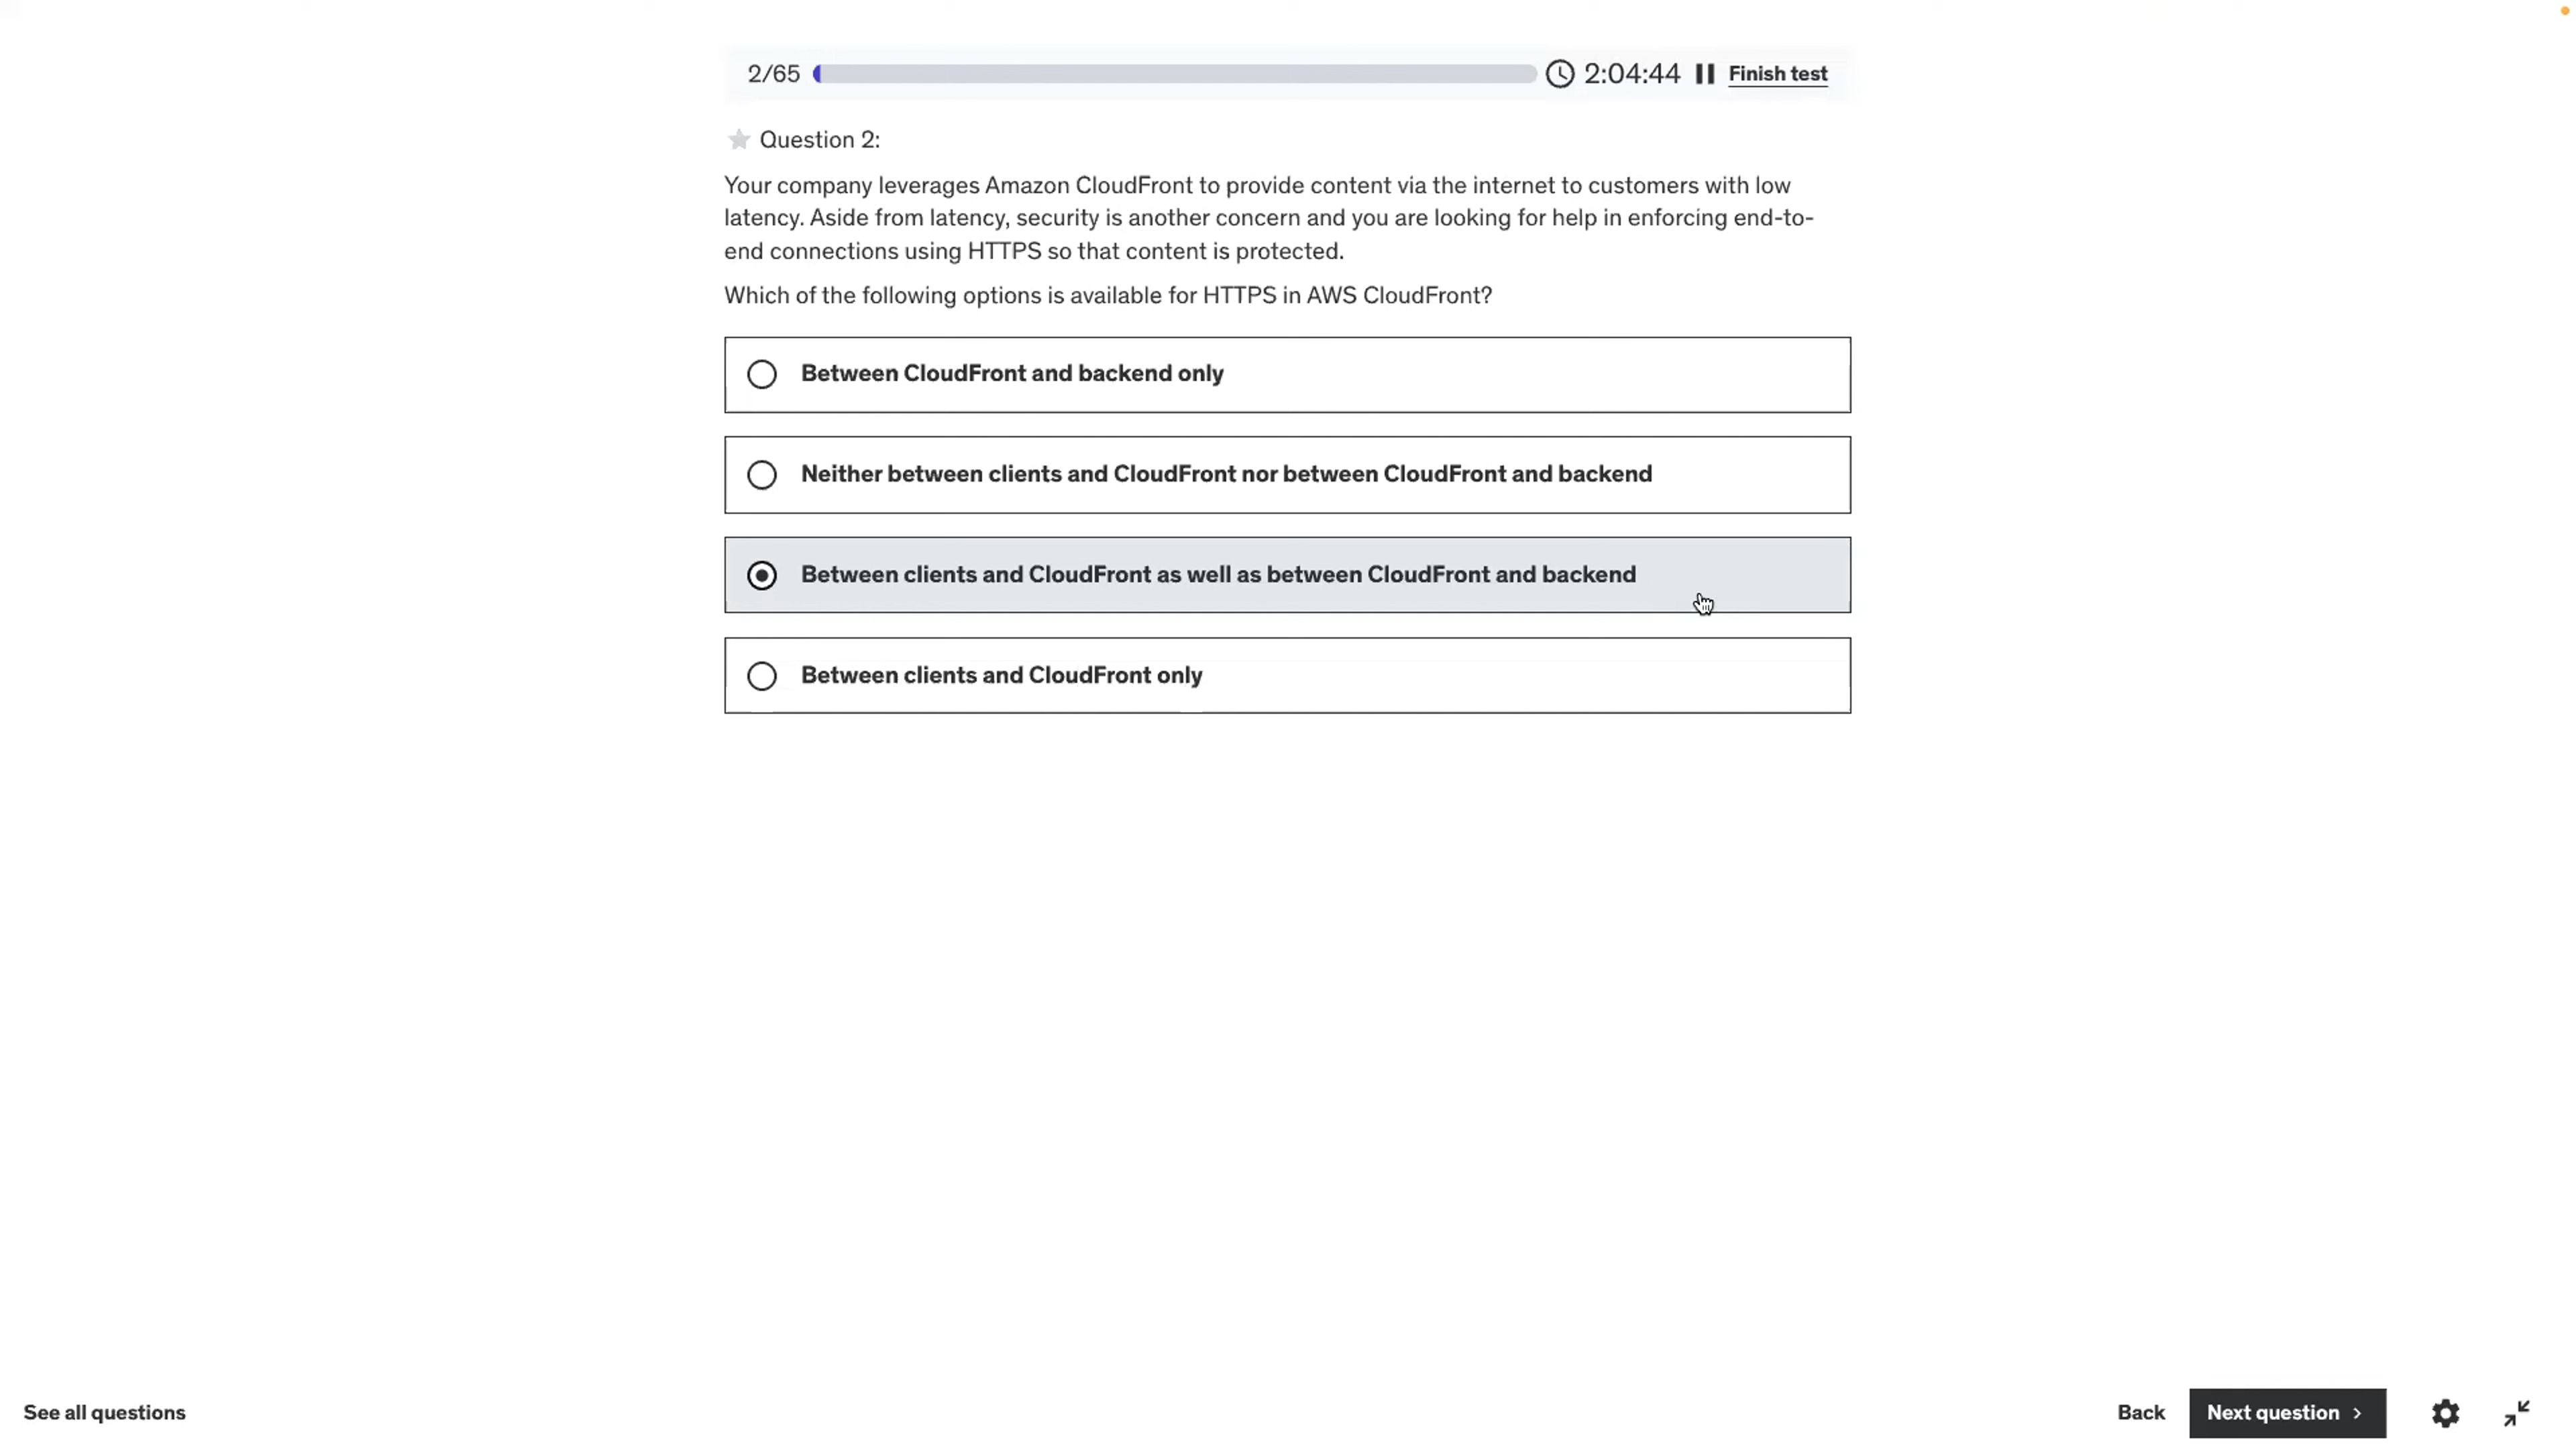 2/65
2:04:44
Finish test
Question 2:
Your company leverages Amazon CloudFront to provide content via the internet to customers with low
latency. Aside from latency, security is another concern and you are looking for help in enforcing end-to-
end connections using HTTPS so that content is protected.
Which of the following options is available for HTTPS in AWS CloudFront?
Between CloudFront and backend only
Neither between clients and CloudFront nor between CloudFront and backend
Between clients and CloudFront as well as between CloudFront and backend
Between clients and CloudFront only
See all questions
Back
Next question